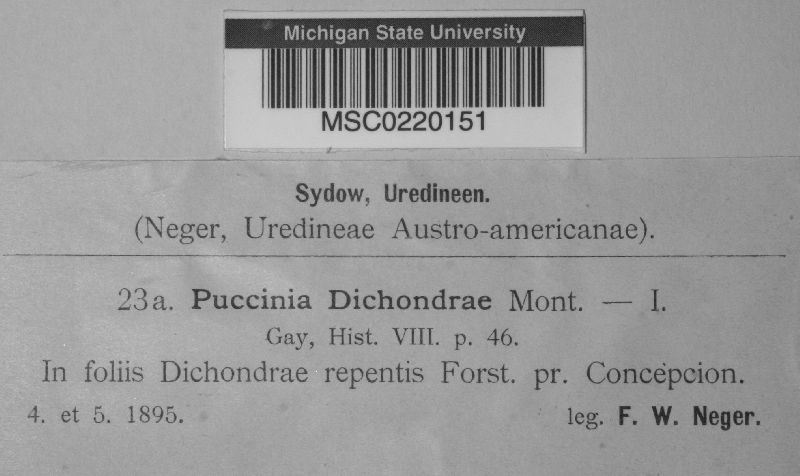 Michigan State University
MSC0220151
Sydow, Uredineen.
(Neger, Uredineae Austro-americanae).
23a. Puccinia Dichondrae Mont. — I.
Gay, Hist. VIII. p. 46.
In foliis Dichondrae repentis Forst. pr. Concepcion.
4. et 5. 1895. leg. F. W. Neger.